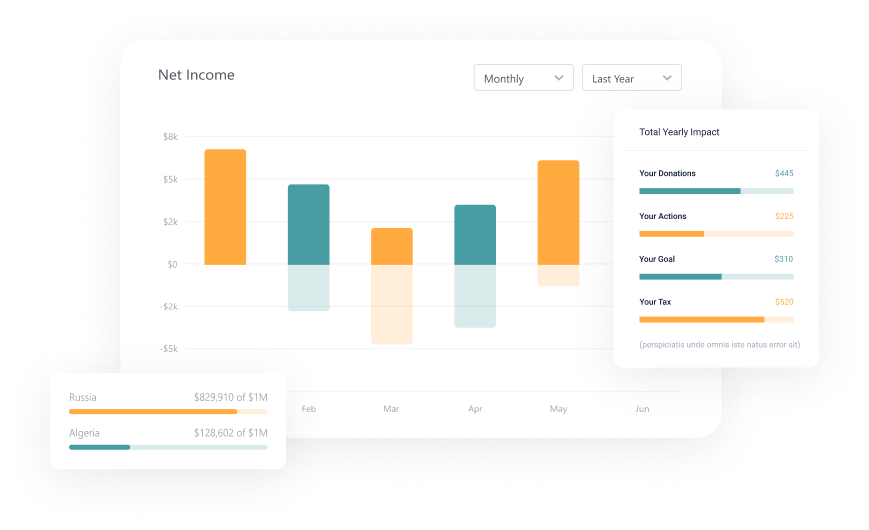 Net Income
Monthly
Last Year
$8k
$5k
$2k
$0
-$2k
-$5k
Feb
Mar
Apr
May
Jun
Total Yearly Impact
Your Donations $445
Your Actions $225
Your Goal $310
Your Tax $520
(perspiciatis unde omnis iste natus error sit)
Russia $829,910 of $1M
Algeria $128,602 of $1M